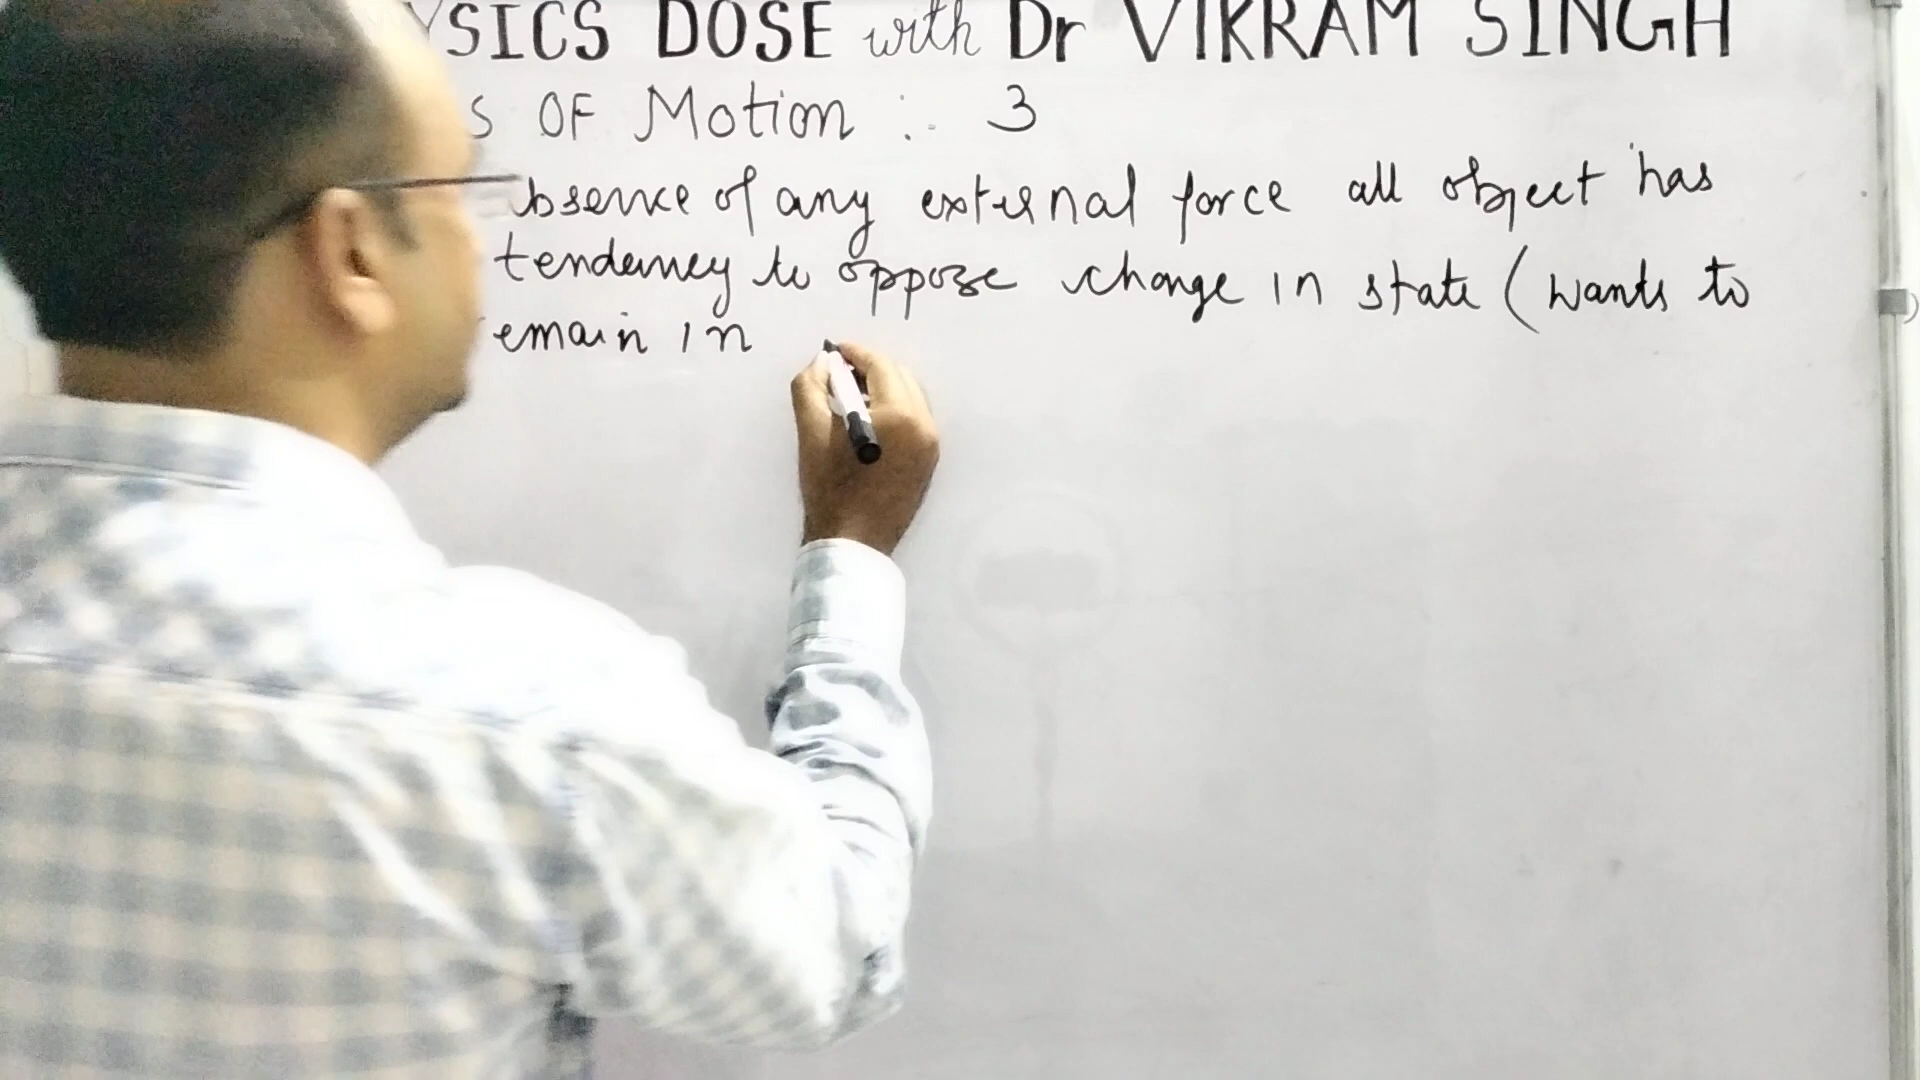 YSICS DOSE with Dr VIKRAM SINGH
S OF Motion : 3
bsence of any external force all object has
tendency to oppose change in state (wants to
emain in